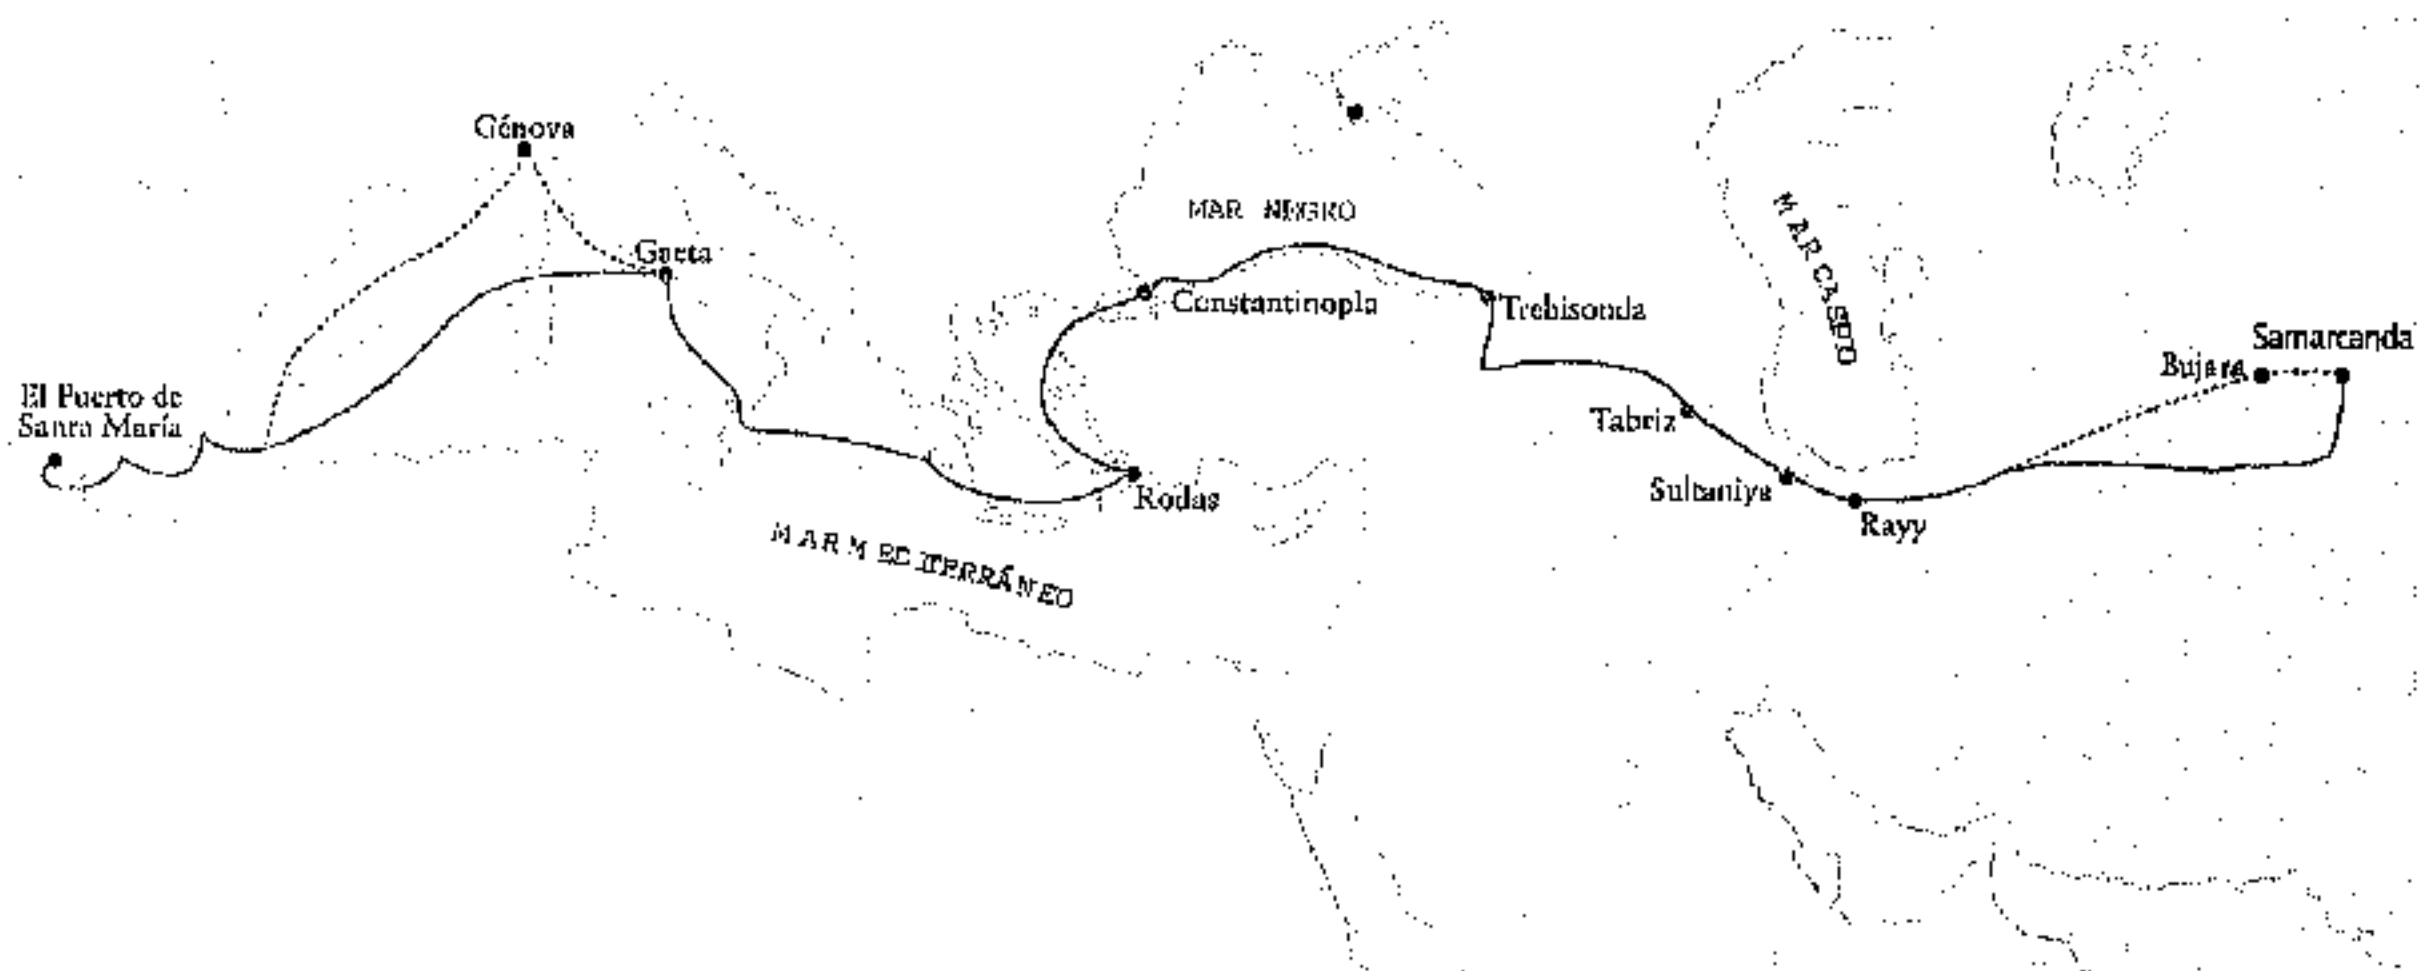 Génova
Gaeta
MAR NEGRO
Constantinopla
Trebisonda
MAR CASPIO
Samarcanda
Bujara
El Puerto de
Santa María
Tabriz
Sultaniya
Rayy
Rodas
MAR MEDITERRÁNEO